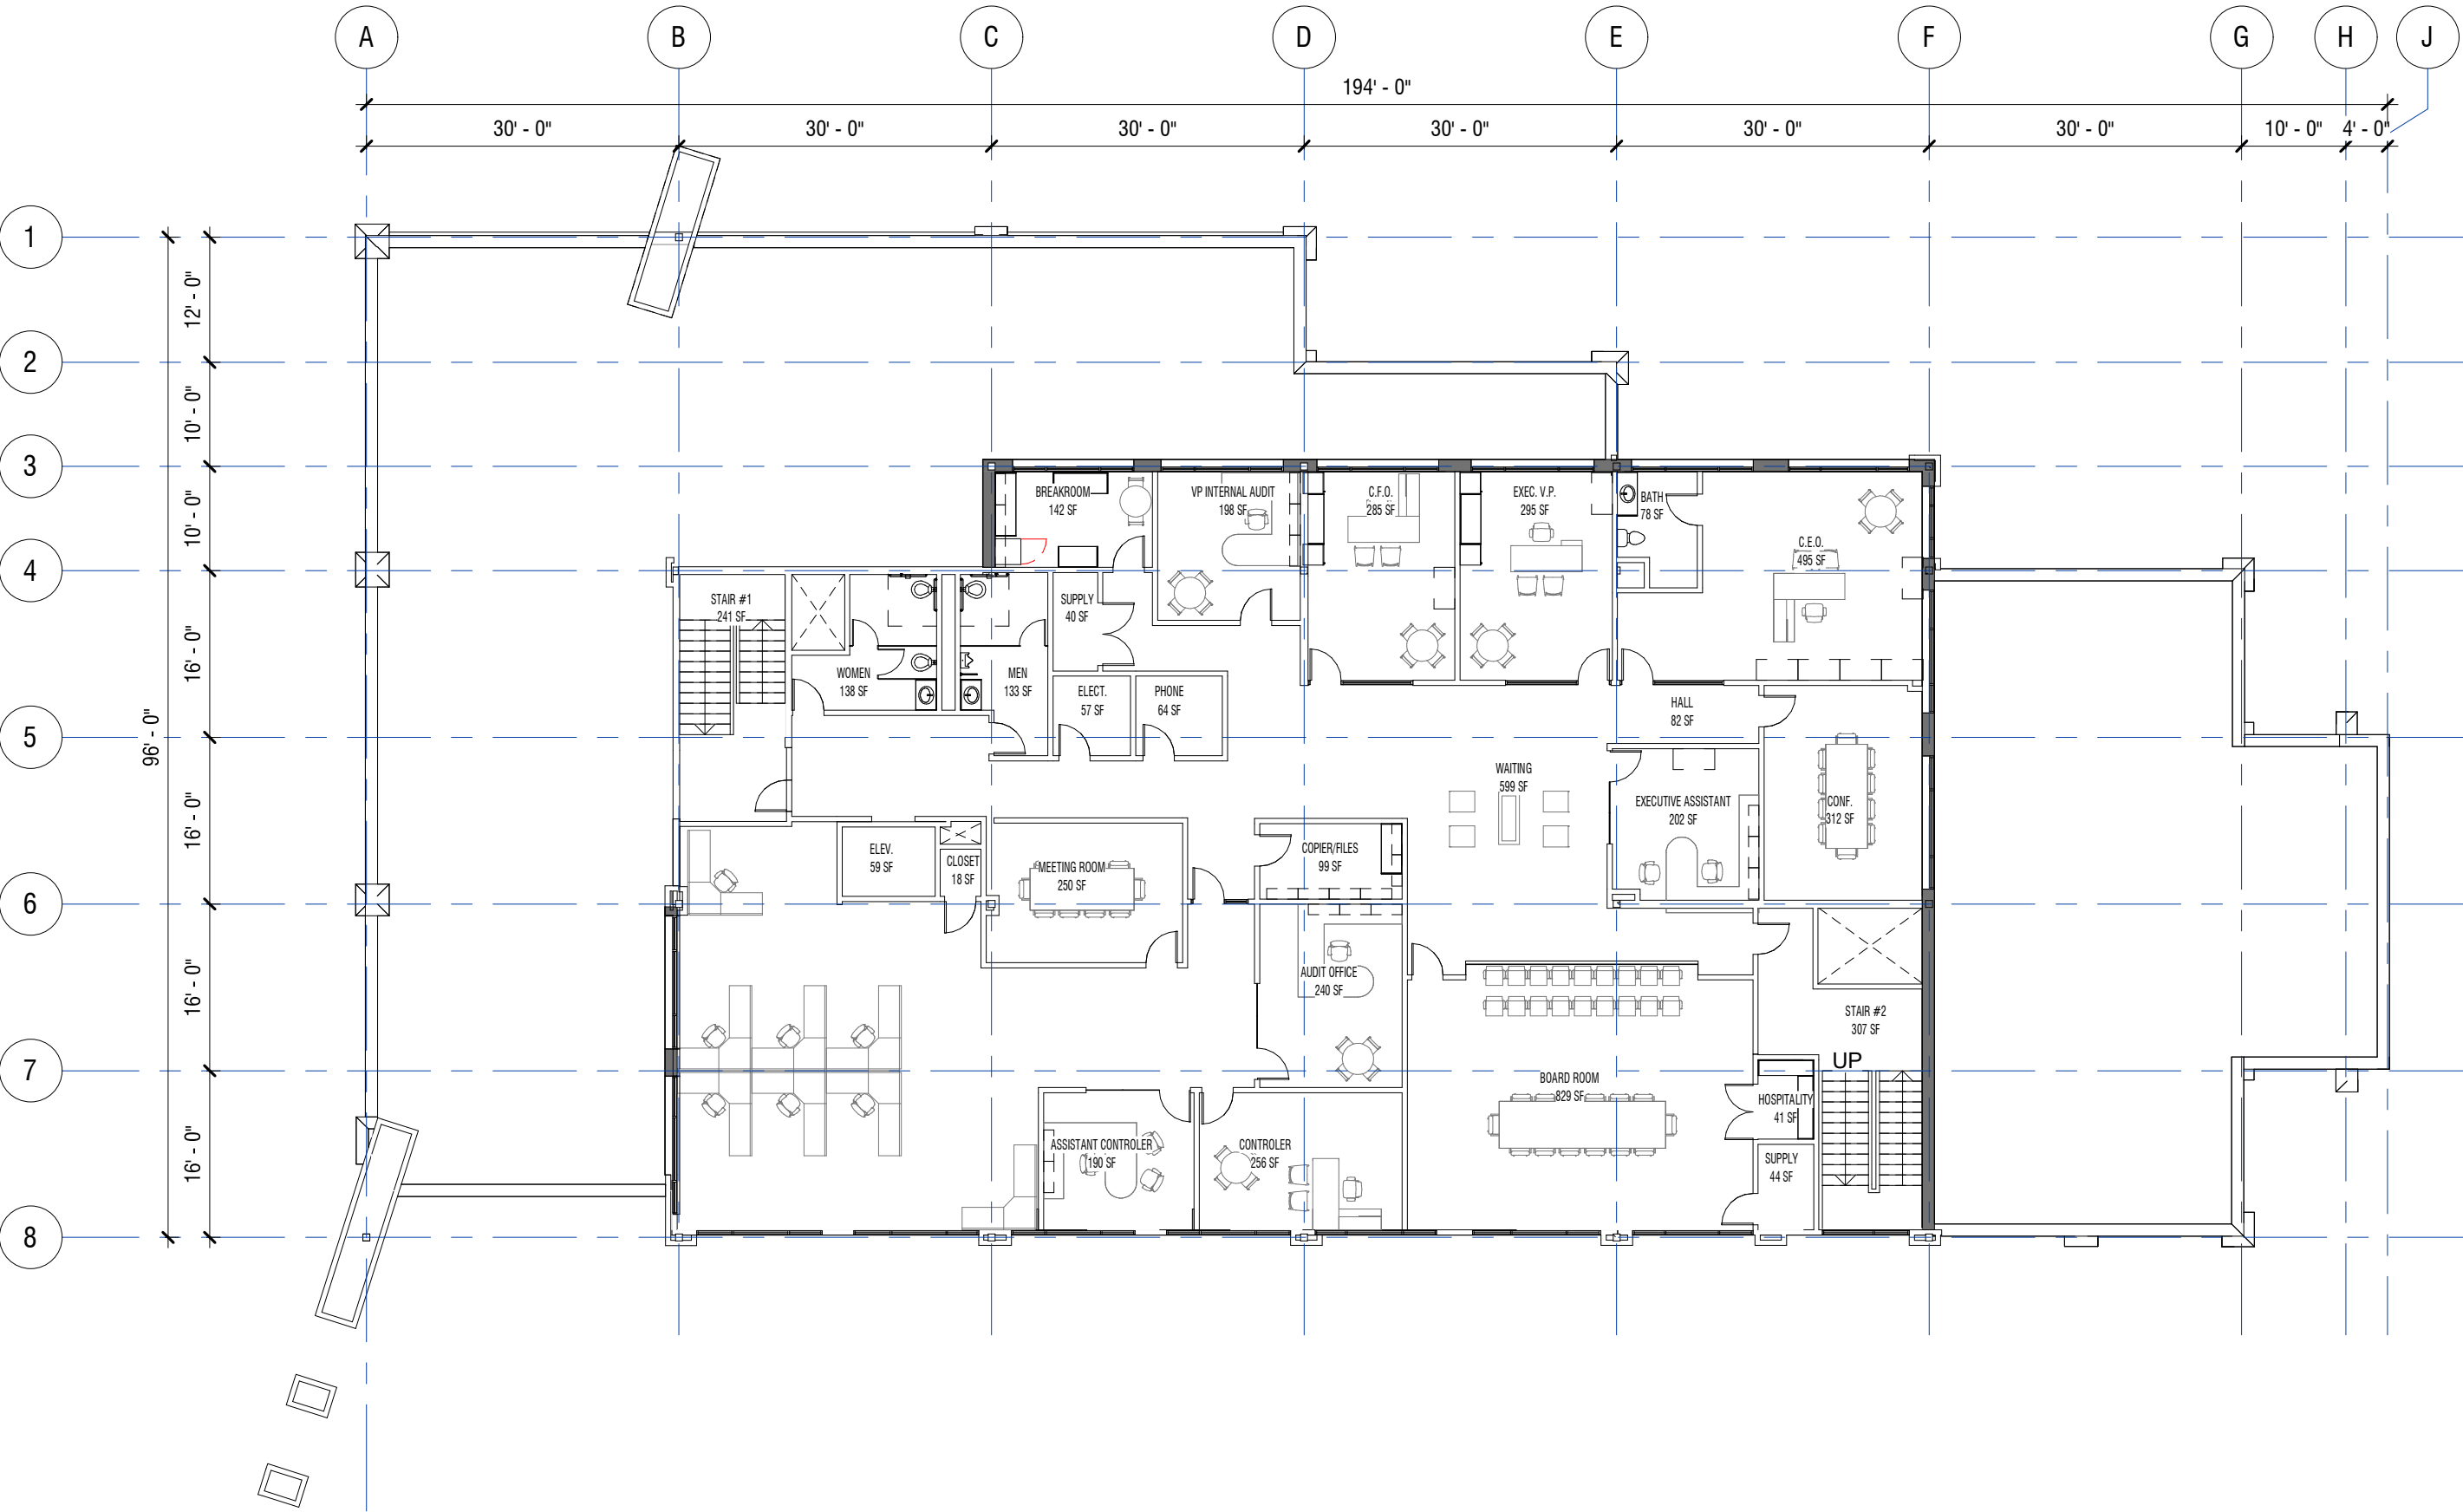 A
B
C
D
E
F
G
H
J
194' - 0"
30' - 0"
30' - 0"
30' - 0"
30' - 0"
30' - 0"
30' - 0"
10' - 0"
4' - 0"
1
2
3
4
5
6
7
8
96' - 0"
12' - 0"
10' - 0"
10' - 0"
16' - 0"
16' - 0"
16' - 0"
16' - 0"
BREAKROOM
142 SF
VP INTERNAL AUDIT
198 SF
C.F.O.
285 SF
EXEC. V.P.
295 SF
BATH
78 SF
C.E.O.
495 SF
STAIR #1
241 SF
SUPPLY
40 SF
WOMEN
138 SF
MEN
133 SF
ELECT.
57 SF
PHONE
64 SF
HALL
82 SF
WAITING
599 SF
EXECUTIVE ASSISTANT
202 SF
CONF.
312 SF
ELEV.
59 SF
CLOSET
18 SF
MEETING ROOM
250 SF
COPIER/FILES
99 SF
AUDIT OFFICE
240 SF
STAIR #2
307 SF
UP
BOARD ROOM
829 SF
HOSPITALITY
41 SF
ASSISTANT CONTROLER
190 SF
CONTROLER
256 SF
SUPPLY
44 SF